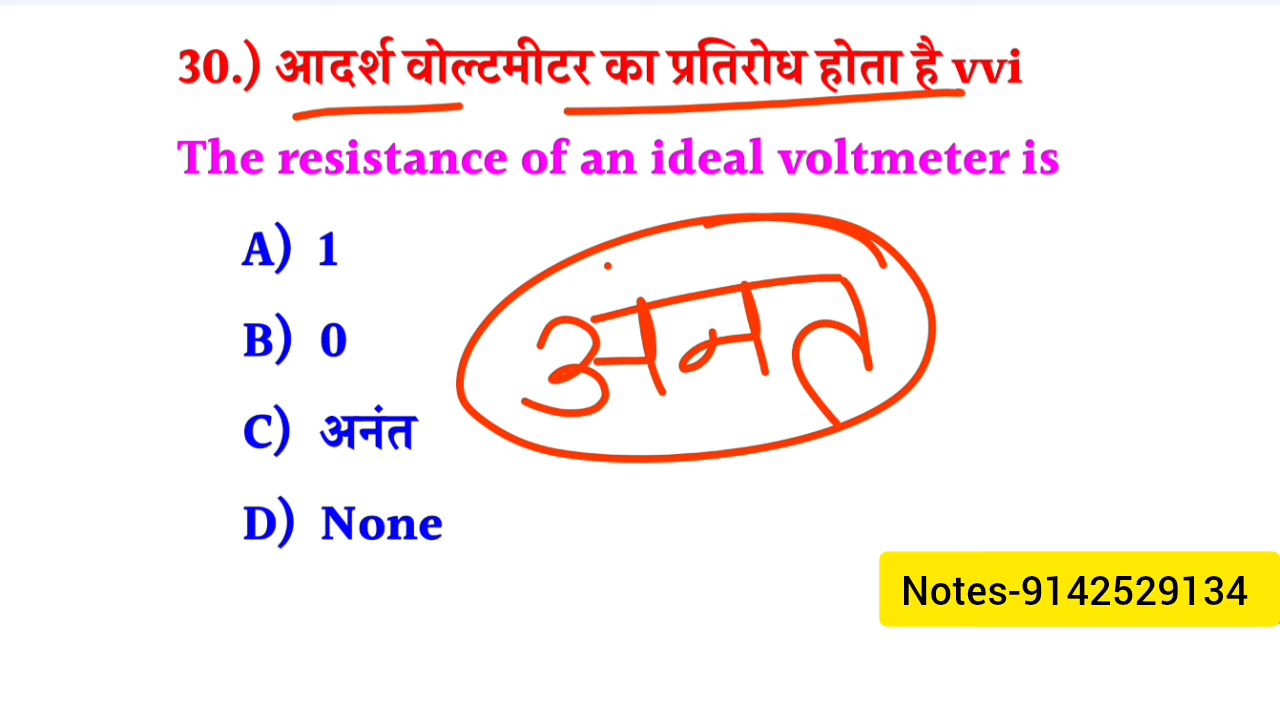 30.) आदर्श वोल्टमीटर का प्रतिरोध होता है vvi
The resistance of an ideal voltmeter is
A) 1
B) 0
C) अनंत
D) None
अनंत
Notes-9142529134